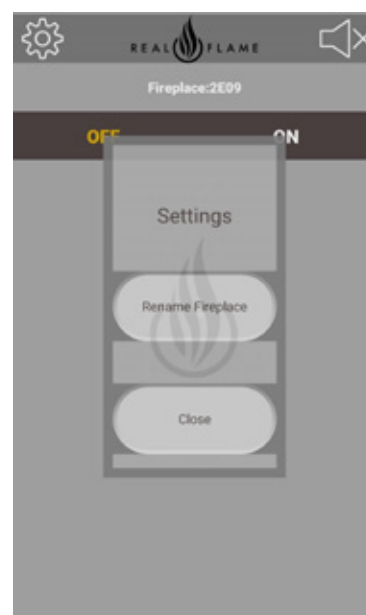 REAL FLAME
Fireplace:2E09
OFF ON
Settings
Rename Fireplace
Close